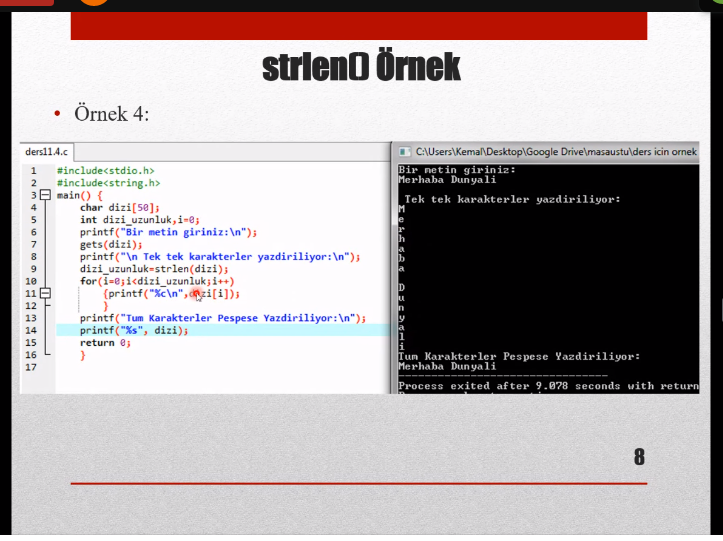 strlen() Örnek
• Örnek 4:
ders11.4.c
1 #include<stdio.h>
2 #include<string.h>
3 main() {
4 char dizi[50];
5 int dizi_uzunluk,i=0;
6 printf("Bir metin giriniz:\n");
7 gets(dizi);
8 printf("\n Tek tek karakterler yazdiriliyor:\n");
9 dizi_uzunluk=strlen(dizi);
10 for(i=0;i<dizi_uzunluk;i++)
11 {printf("%c\n",dizi[i]);
12 }
13 printf("Tum Karakterler Pespese Yazdiriliyor:\n");
14 printf("%s", dizi);
15 return 0;
16 }
17
C:\Users\Kemal\Desktop\Google Drive\masaustu\ders icin ornek
Bir metin giriniz:
Merhaba Dunyali
Tek tek karakterler yazdiriliyor:
M
e
r
h
a
b
a
D
u
n
y
a
l
i
Tum Karakterler Pespese Yazdiriliyor:
Merhaba Dunyali
--------------------------------
Process exited after 9.078 seconds with return
8